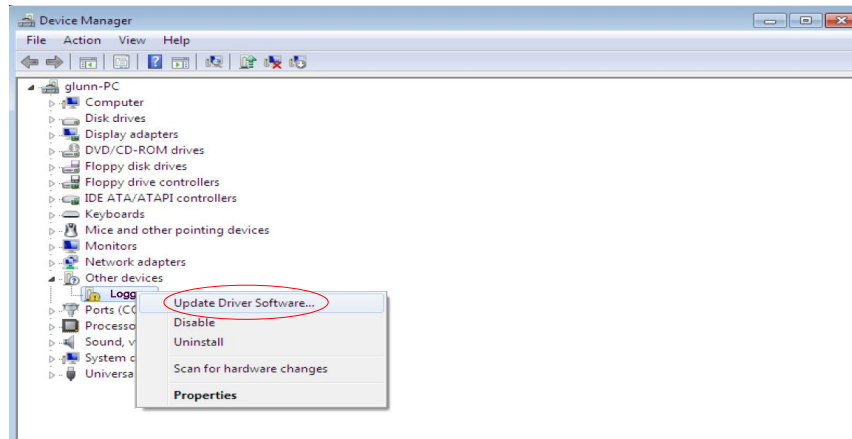 Device Manager
File Action View Help
glunn-PC
Computer
Disk drives
Display adapters
DVD/CD-ROM drives
Floppy disk drives
Floppy drive controllers
IDE ATA/ATAPI controllers
Keyboards
Mice and other pointing devices
Monitors
Network adapters
Other devices
Logg
Ports (CO
Processo
Sound, v
System d
Universa
Update Driver Software...
Disable
Uninstall
Scan for hardware changes
Properties